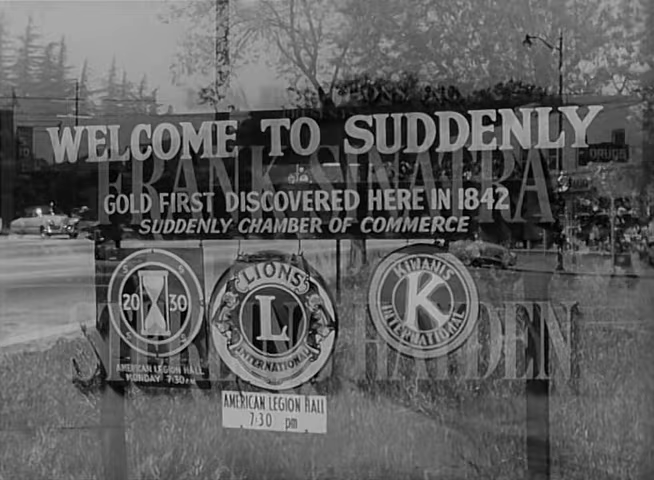 WELCOME TO SUDDENLY
FRANK SINATRA
GOLD FIRST DISCOVERED HERE IN 1842
SUDDENLY CHAMBER OF COMMERCE
20 30
AMERICAN LEGION HALL
MONDAY 7:30 P.M.
LIONS
L
INTERNATIONAL
AMERICAN LEGION HALL
7:30 pm
KIWANIS
K
INTERNATIONAL
STERLING HAYDEN
DRUGS